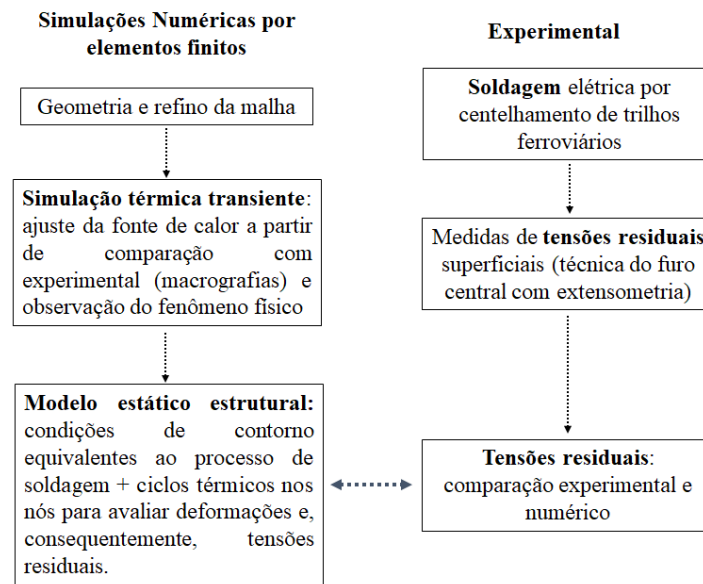 Simulações Numéricas por
elementos finitos
Geometria e refino da malha
Simulação térmica transiente:
ajuste da fonte de calor a partir
de comparação com
experimental (macrografias) e
observação do fenômeno físico
Modelo estático estrutural:
condições de contorno
equivalentes ao processo de
soldagem + ciclos térmicos nos
nós para avaliar deformações e,
consequentemente, tensões
residuais.
Experimental
Soldagem elétrica por
centelhamento de trilhos
ferroviários
Medidas de tensões residuais
superficiais (técnica do furo
central com extensometria)
Tensões residuais:
comparação experimental e
numérico